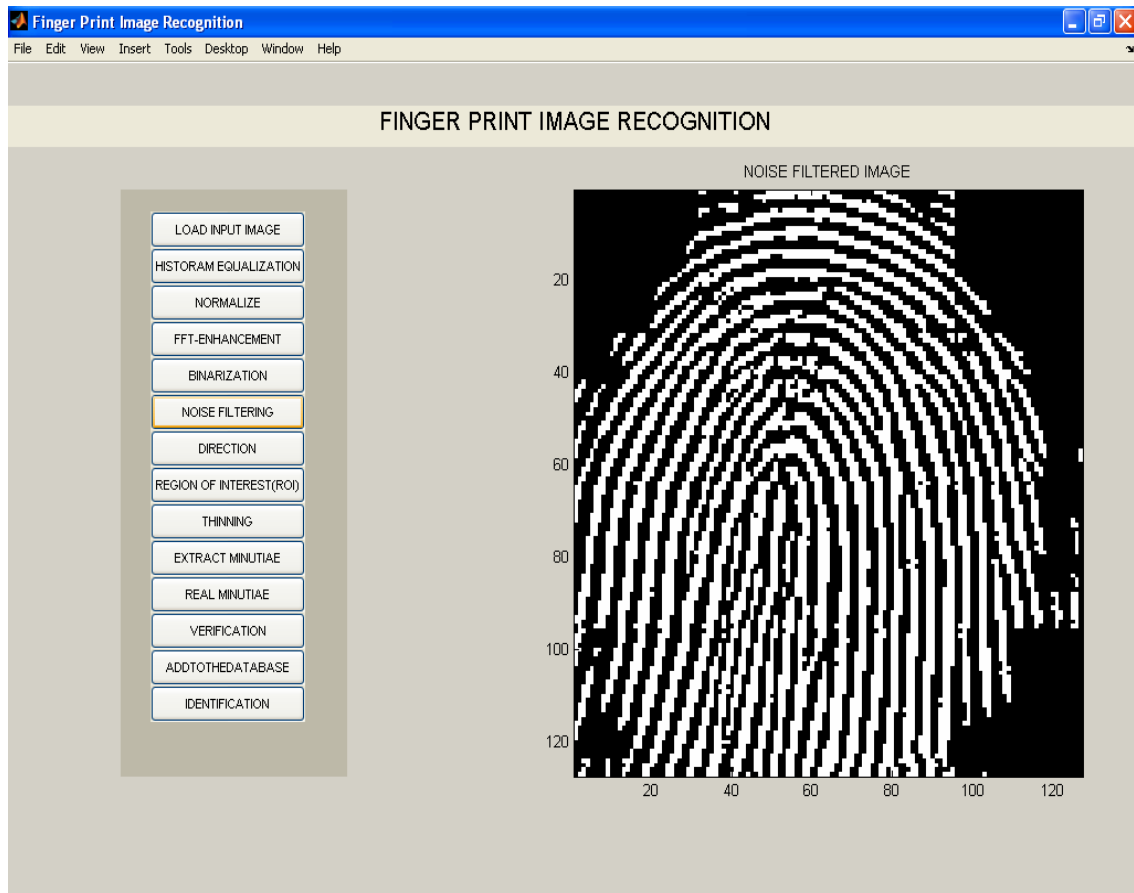 Finger Print Image Recognition
File Edit View Insert Tools Desktop Window Help
FINGER PRINT IMAGE RECOGNITION
NOISE FILTERED IMAGE
LOAD INPUT IMAGE
HISTORAM EQUALIZATION
NORMALIZE
FFT-ENHANCEMENT
BINARIZATION
NOISE FILTERING
DIRECTION
REGION OF INTEREST(ROI)
THINNING
EXTRACT MINUTIAE
REAL MINUTIAE
VERIFICATION
ADDTOTHEDATABASE
IDENTIFICATION
20
40
60
80
100
120
20 40 60 80 100 120